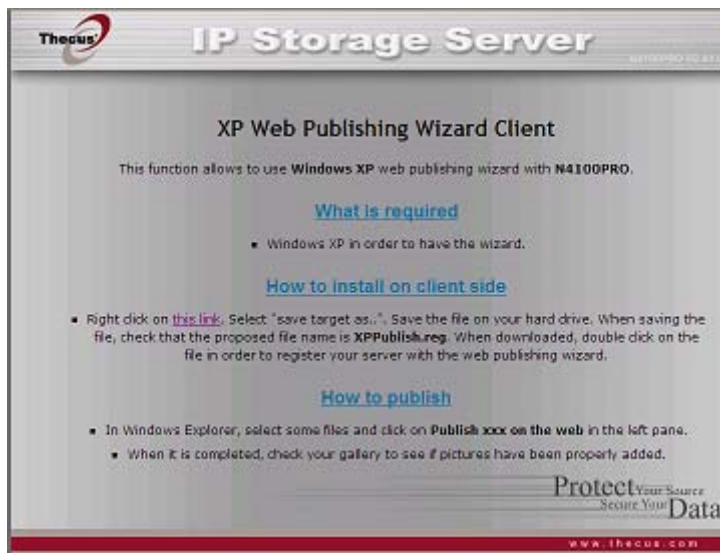 Thecus
IP Storage Server
XP Web Publishing Wizard Client
This function allows to use Windows XP web publishing wizard with N4100PRO.
What is required
▪ Windows XP in order to have the wizard.
How to install on client side
▪ Right click on this link. Select "save target as..". Save the file on your hard drive. When saving the
file, check that the proposed file name is XPPublish.reg. When downloaded, double click on the
file in order to register your server with the web publishing wizard.
How to publish
▪ In Windows Explorer, select some files and click on Publish xxx on the web in the left pane.
▪ When it is completed, check your gallery to see if pictures have been properly added.
Protect Your Source
Secure Your Data
www.thecus.com